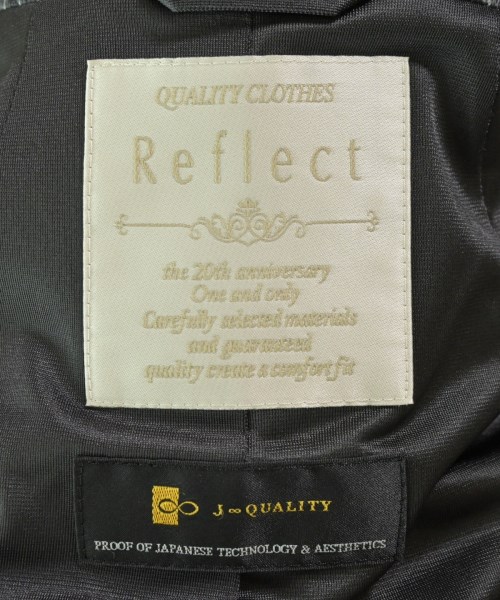 QUALITY CLOTHES
Reflect
the 20th anniversary
One and only
Carefully selected materials
and guaranteed
quality create a comfort fit
J∞QUALITY
PROOF OF JAPANESE TECHNOLOGY & AESTHETICS